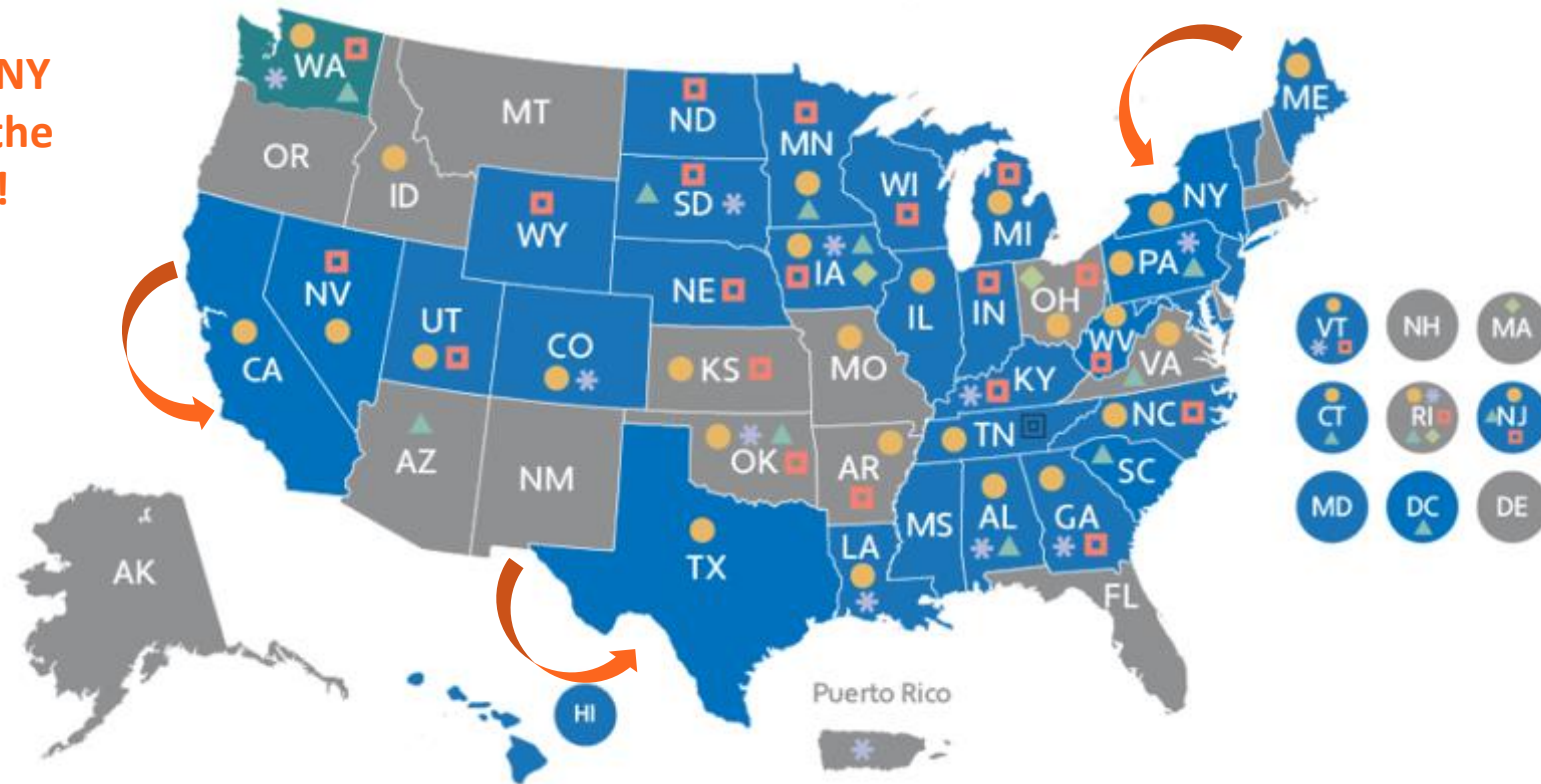 NY
the
!
WA
MT
ND
MN
ME
OR
ID
SD
WI
NY
WY
MI
PA
NV
NE
IA
OH
UT
IL
IN
VT
NH
MA
CO
WV
CA
KS
MO
KY
VA
CT
RI
NJ
NC
TN
AZ
NM
OK
AR
SC
MS
AL
GA
MD
DC
DE
LA
TX
AK
FL
Puerto Rico
HI